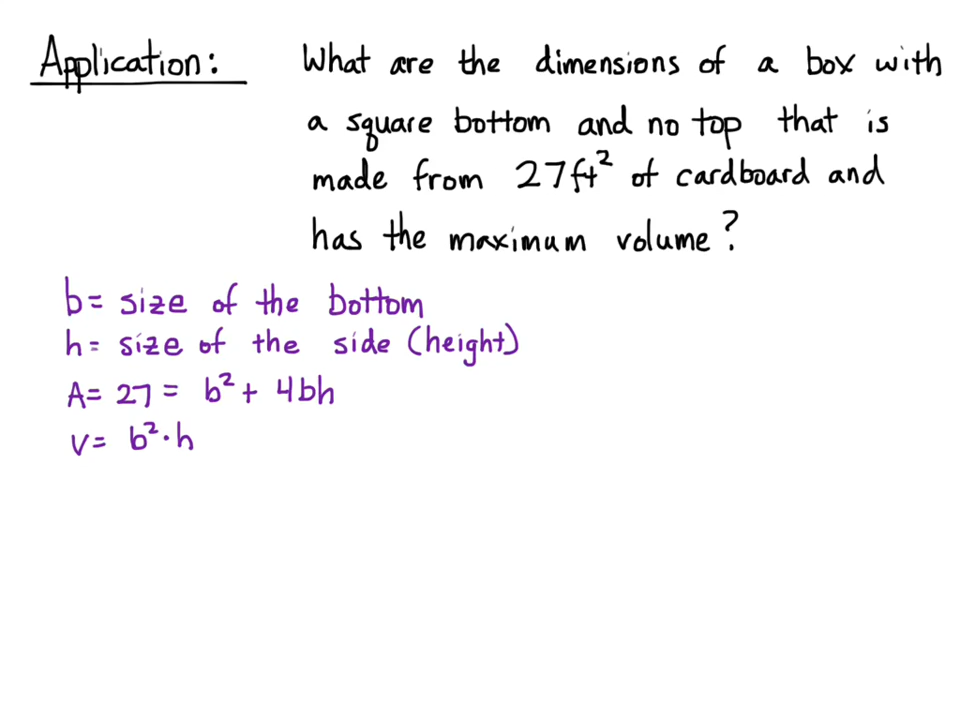 Application: What are the dimensions of a box with
a square bottom and no top that is
made from 27ft² of cardboard and
has the maximum volume?
b= size of the bottom
h= size of the side (height)
A= 27 = b² + 4bh
V= b²·h